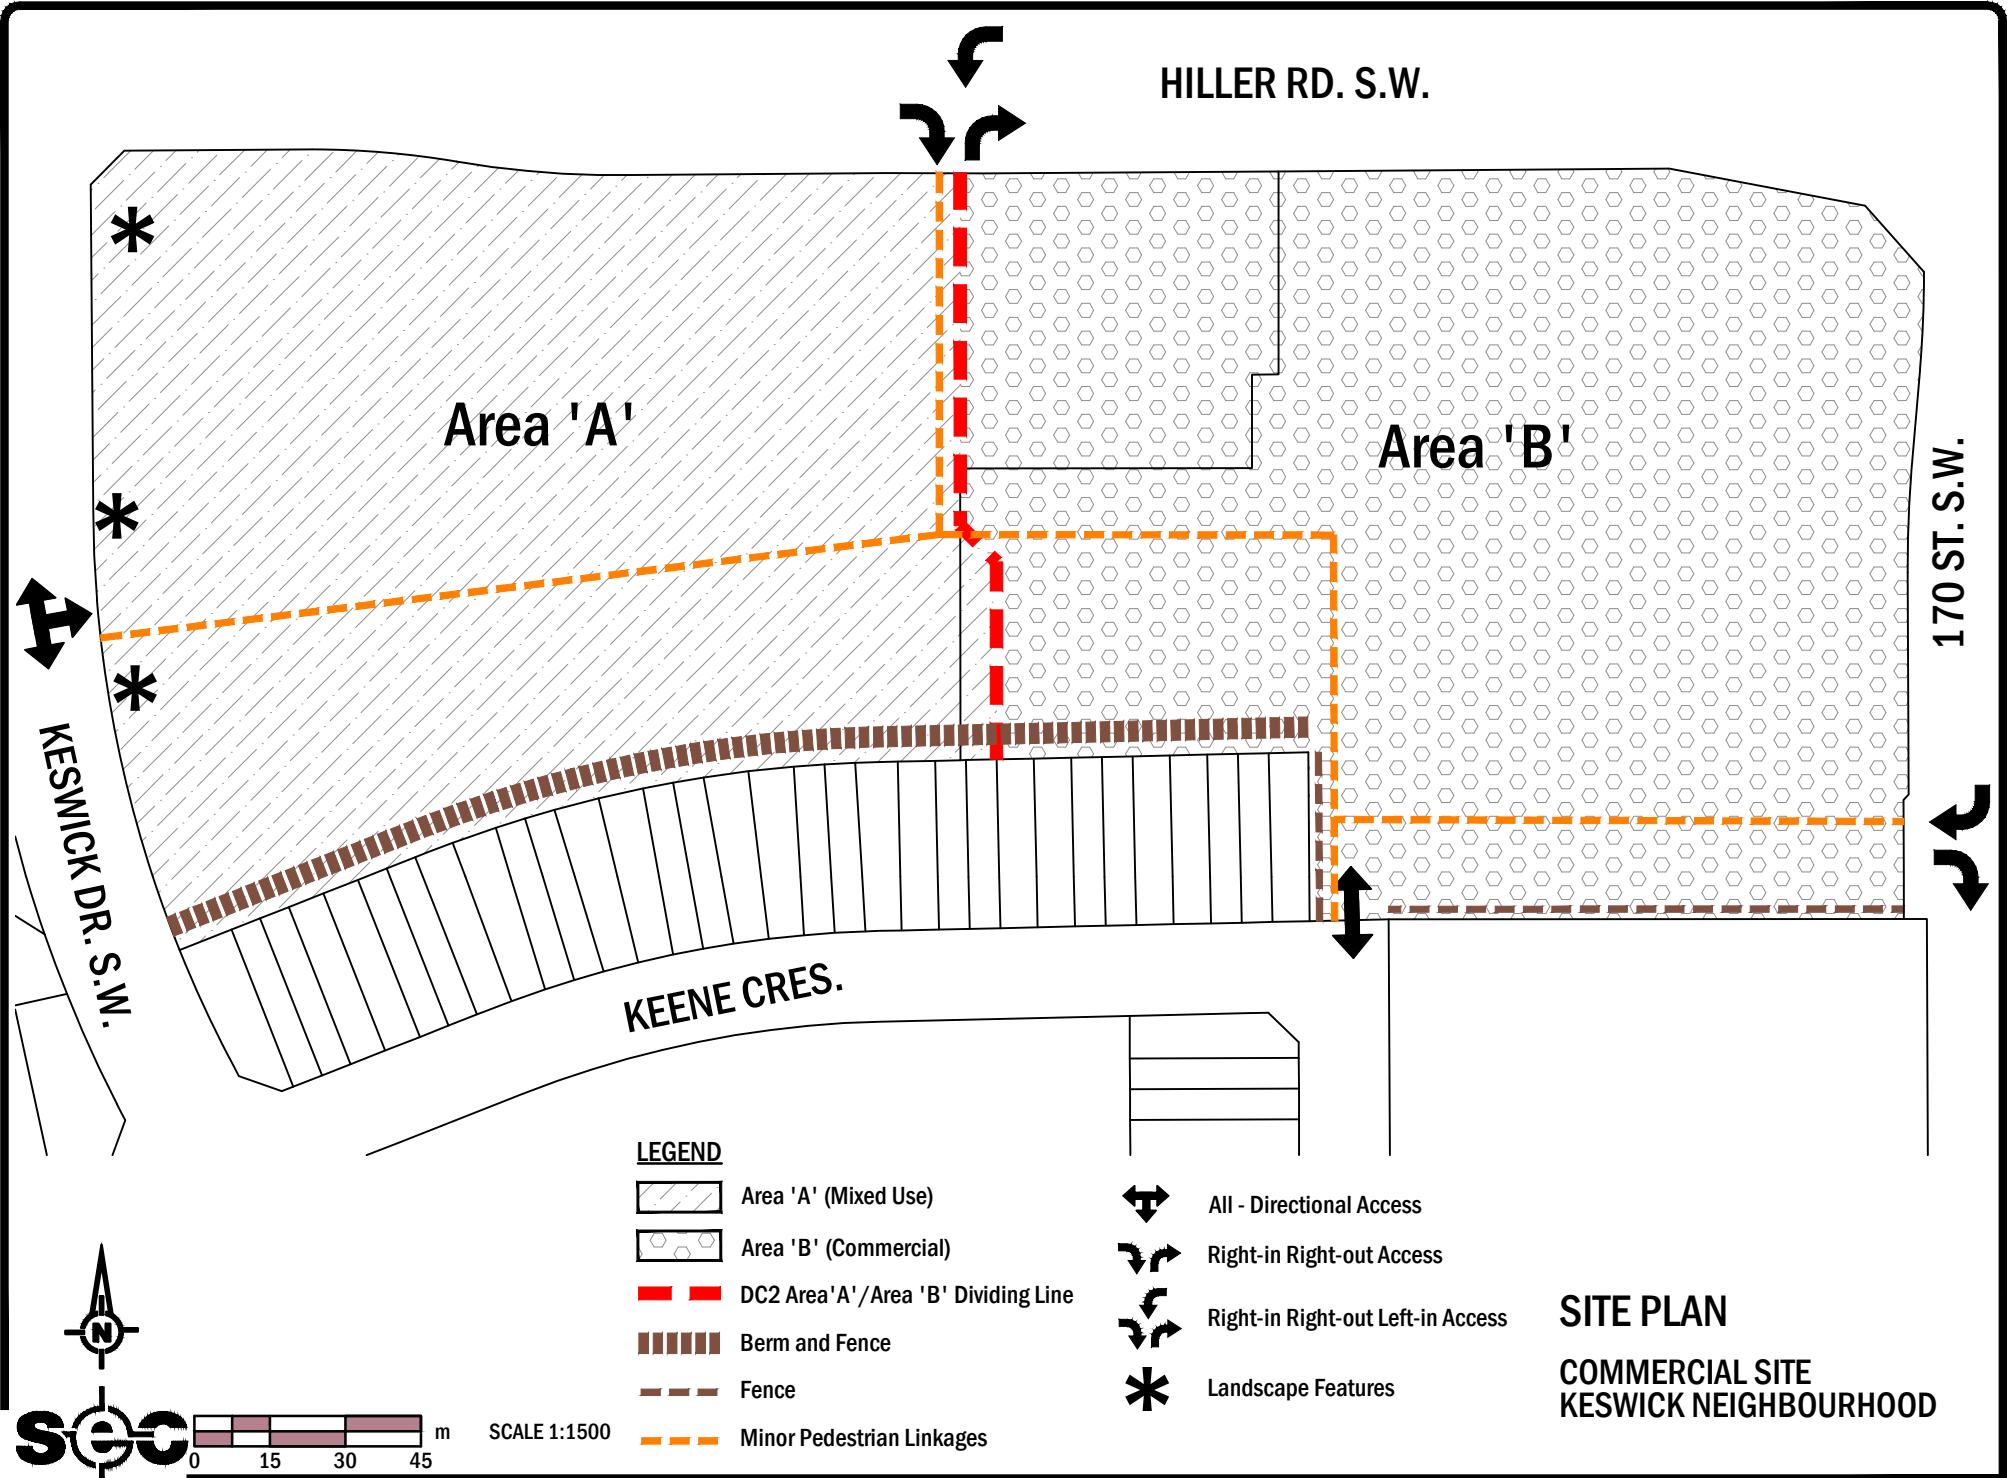 HILLER RD. S.W.
Area 'A'
Area 'B'
170 ST. S.W.
KESWICK DR. S.W.
KEENE CRES.
LEGEND
Area 'A' (Mixed Use)
Area 'B' (Commercial)
DC2 Area'A'/Area 'B' Dividing Line
Berm and Fence
Fence
Minor Pedestrian Linkages
All - Directional Access
Right-in Right-out Access
Right-in Right-out Left-in Access
Landscape Features
SITE PLAN
COMMERCIAL SITE
KESWICK NEIGHBOURHOOD
N
sec
m
0 15 30 45
SCALE 1:1500